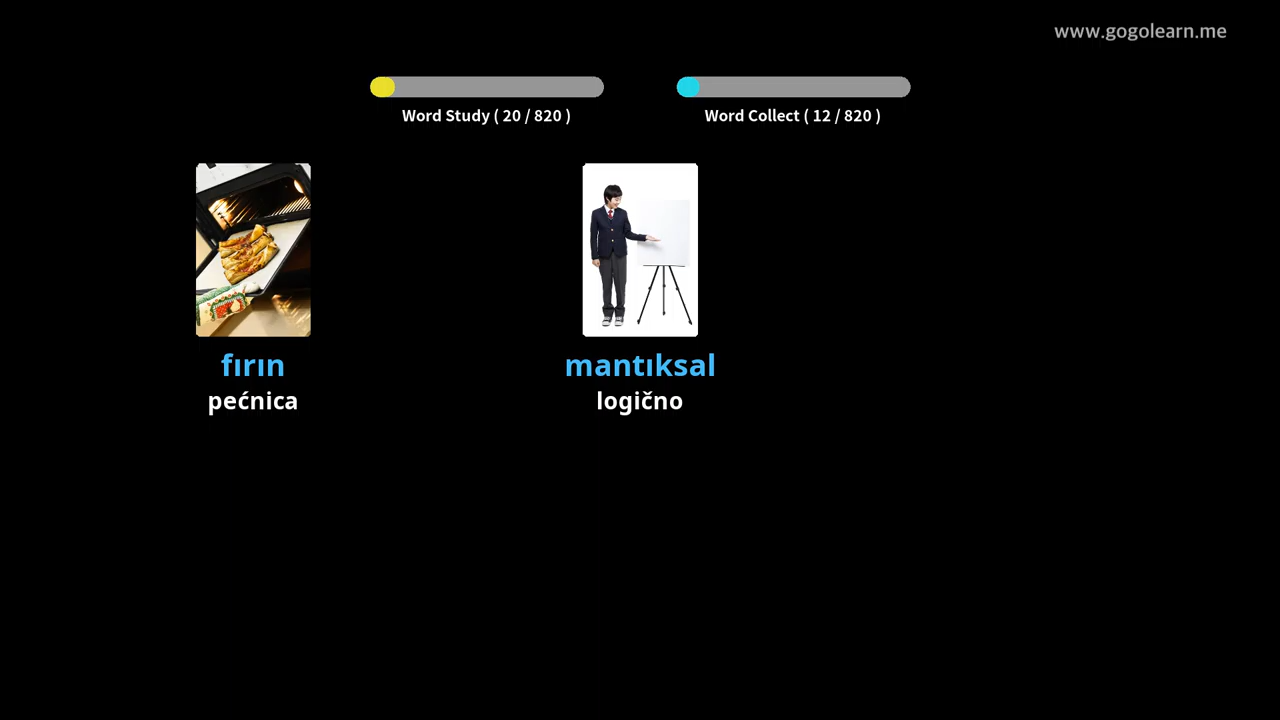 www.gogolearn.me
Word Study ( 20 / 820 )
Word Collect ( 12 / 820 )
fırın
pećnica
mantıksal
logično